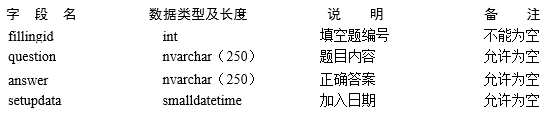 字 段 名 数据类型及长度 说 明 备 注
fillingid int 填空题编号 不能为空
question nvarchar（250） 题目内容 允许为空
answer nvarchar（250） 正确答案 允许为空
setupdata smalldatetime 加入日期 允许为空